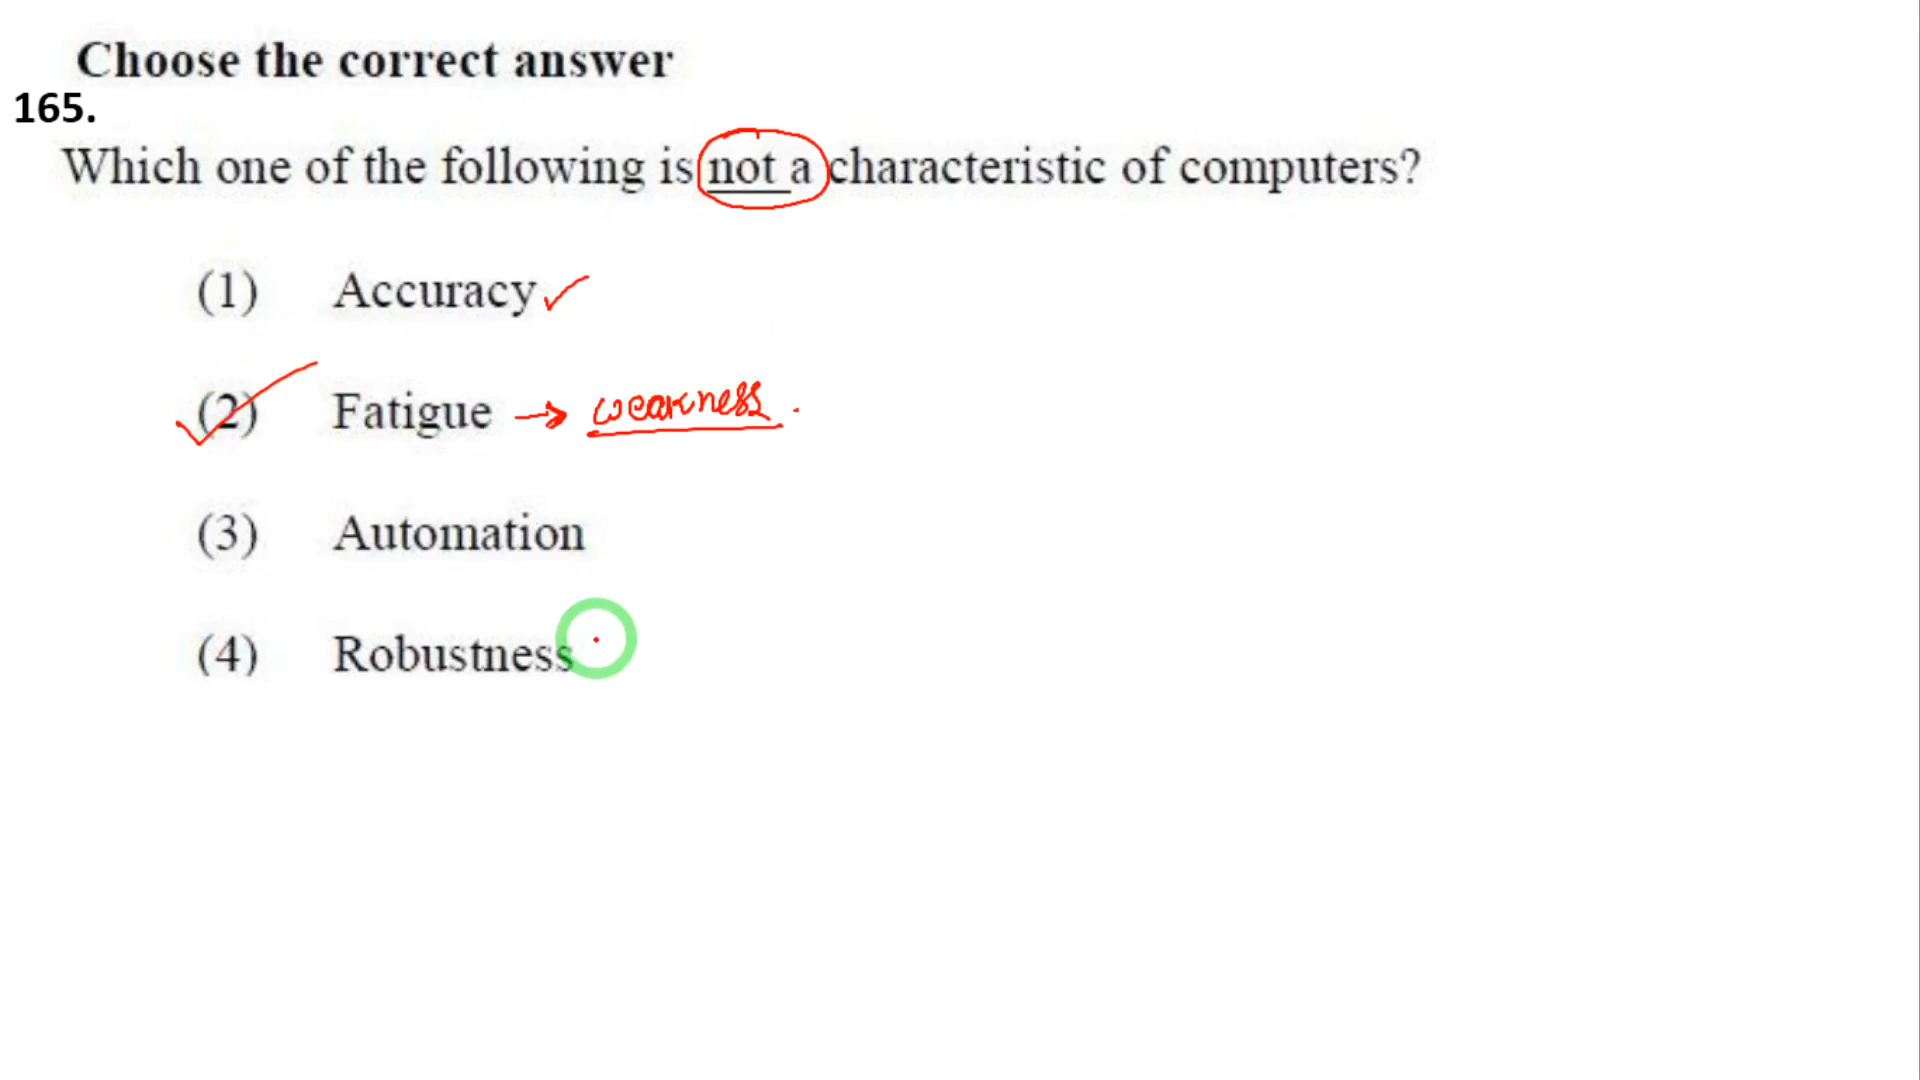 Choose the correct answer
165.
Which one of the following is not a characteristic of computers?
(1) Accuracy
(2) Fatigue → weakness.
(3) Automation
(4) Robustness